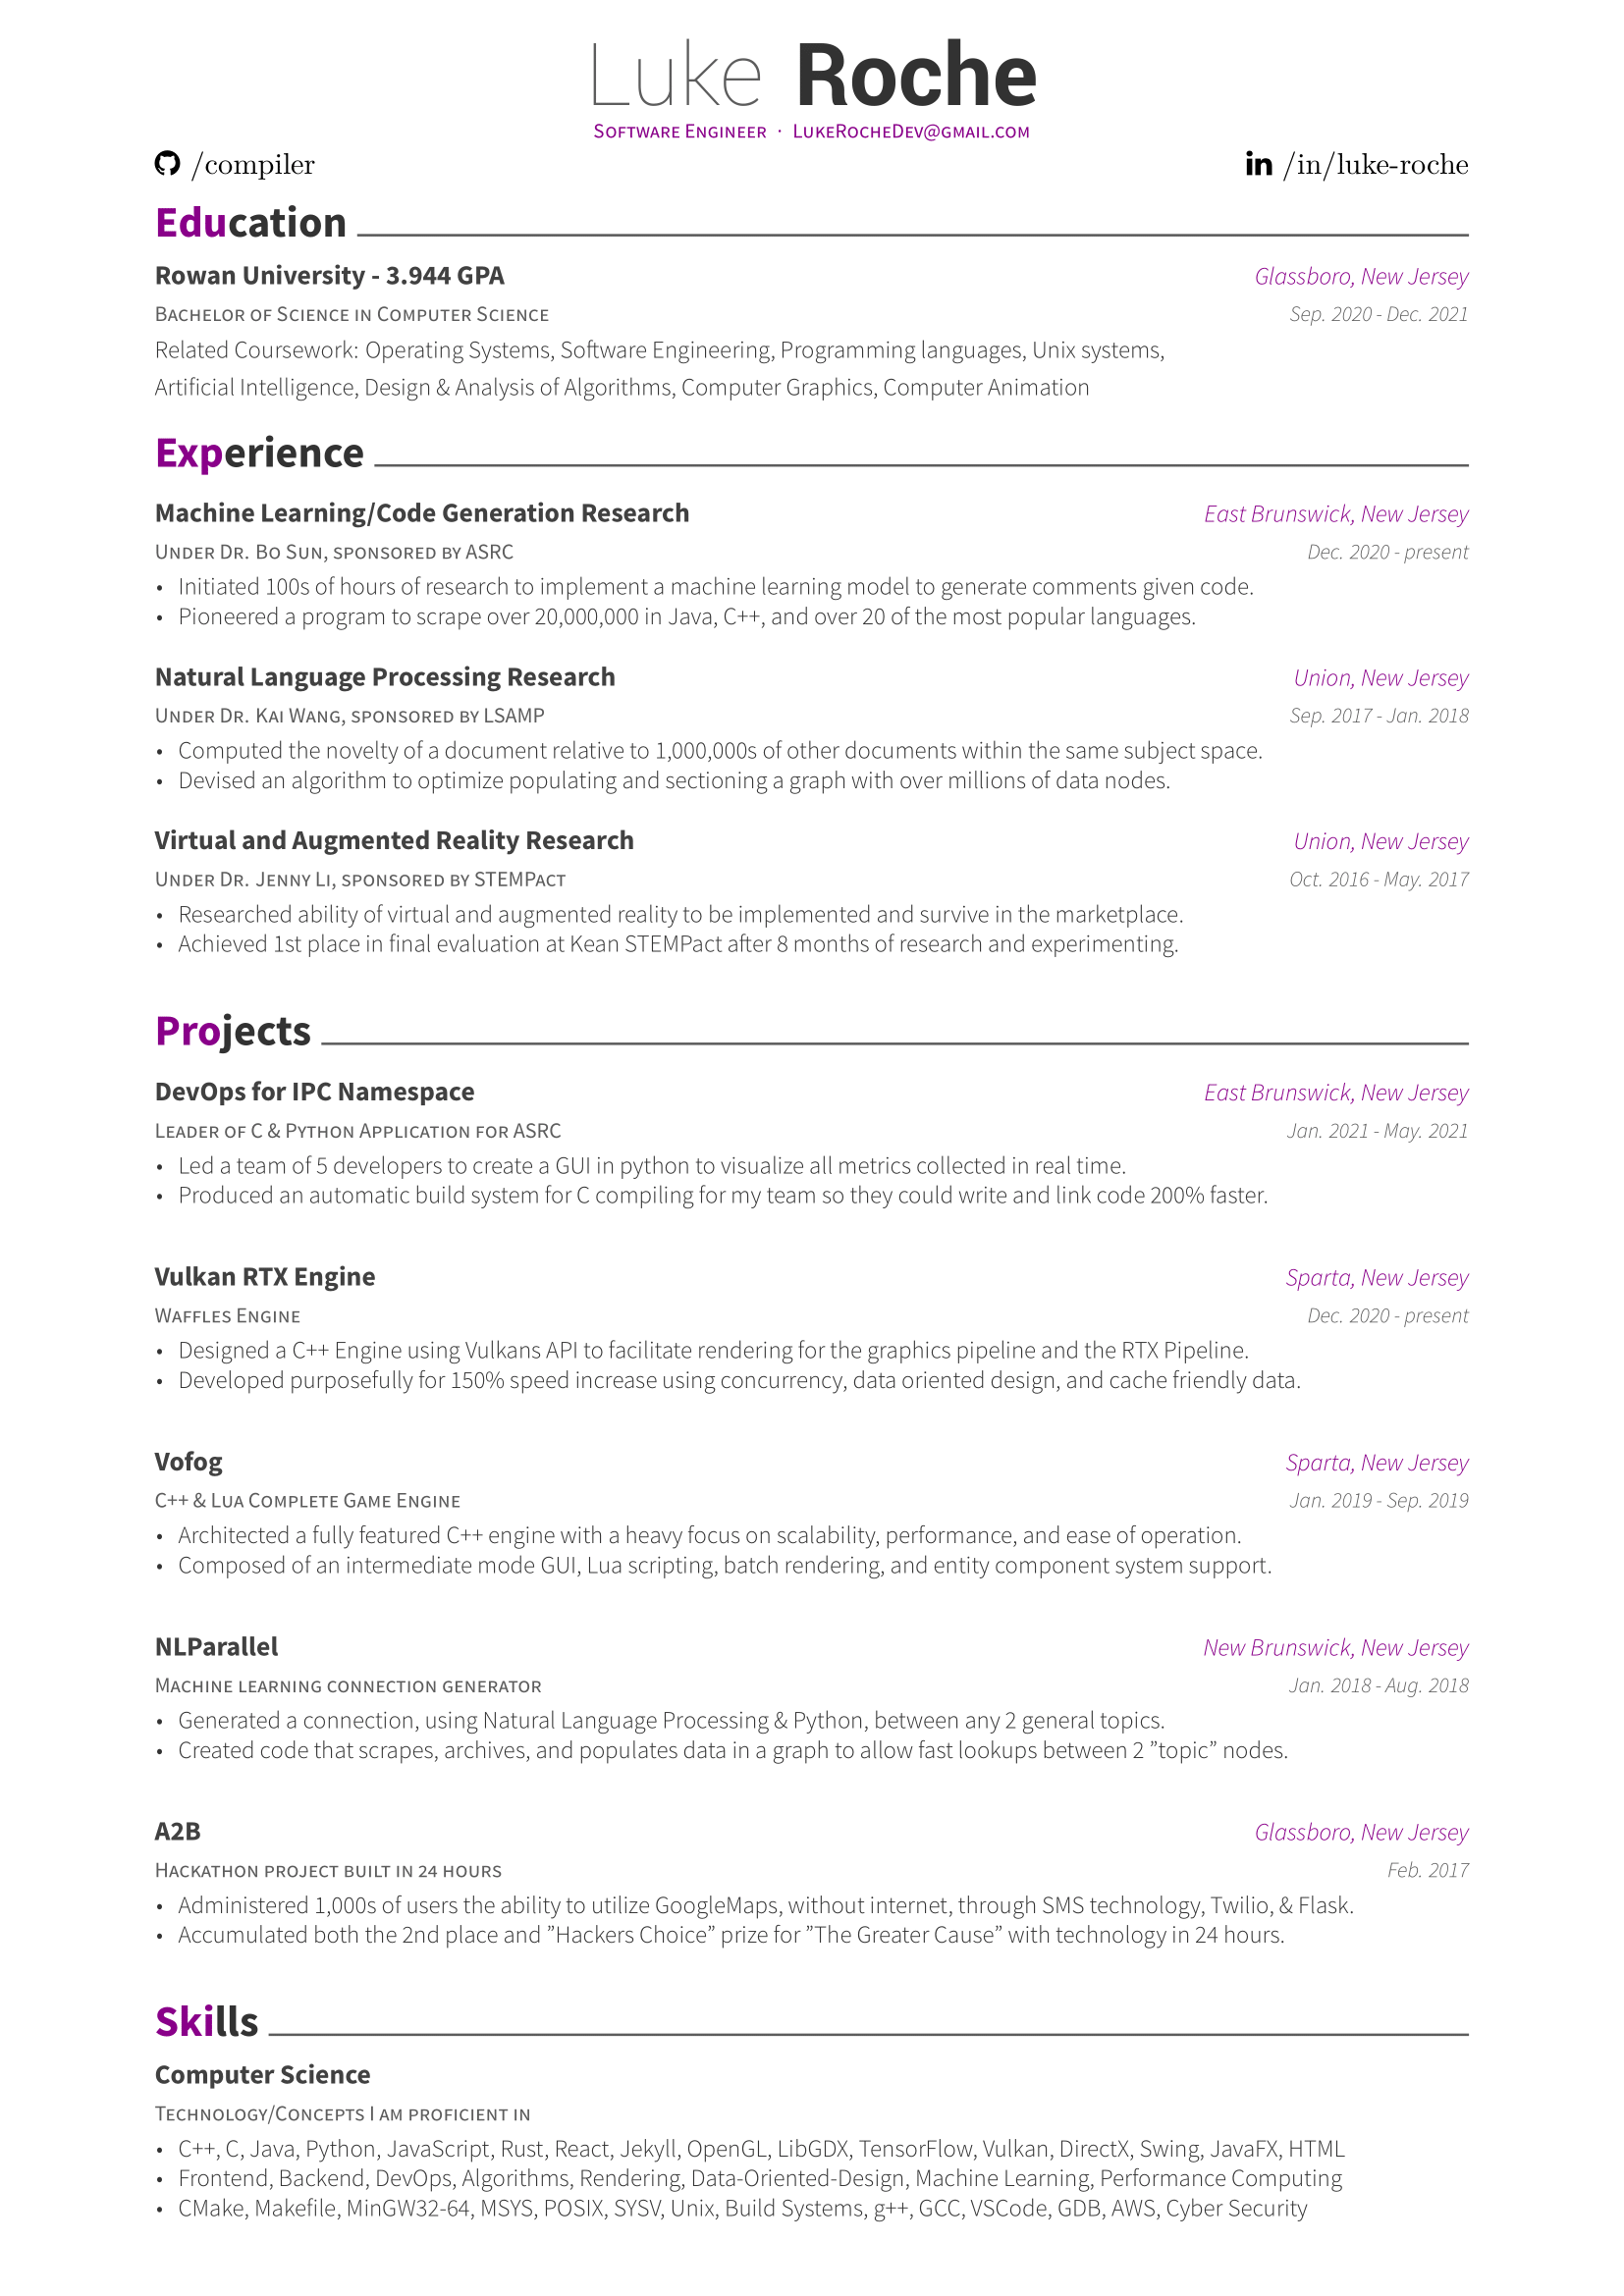 Luke Roche
Software Engineer · LukeRocheDev@gmail.com
/compiler /in/luke-roche
Education
Rowan University - 3.944 GPA Glassboro, New Jersey
Bachelor of Science in Computer Science Sep. 2020 - Dec. 2021
Related Coursework: Operating Systems, Software Engineering, Programming languages, Unix systems,
Artificial Intelligence, Design & Analysis of Algorithms, Computer Graphics, Computer Animation
Experience
Machine Learning/Code Generation Research East Brunswick, New Jersey
Under Dr. Bo Sun, sponsored by ASRC Dec. 2020 - present
• Initiated 100s of hours of research to implement a machine learning model to generate comments given code.
• Pioneered a program to scrape over 20,000,000 in Java, C++, and over 20 of the most popular languages.
Natural Language Processing Research Union, New Jersey
Under Dr. Kai Wang, sponsored by LSAMP Sep. 2017 - Jan. 2018
• Computed the novelty of a document relative to 1,000,000s of other documents within the same subject space.
• Devised an algorithm to optimize populating and sectioning a graph with over millions of data nodes.
Virtual and Augmented Reality Research Union, New Jersey
Under Dr. Jenny Li, sponsored by STEMPact Oct. 2016 - May. 2017
• Researched ability of virtual and augmented reality to be implemented and survive in the marketplace.
• Achieved 1st place in final evaluation at Kean STEMPact after 8 months of research and experimenting.
Projects
DevOps for IPC Namespace East Brunswick, New Jersey
Leader of C & Python Application for ASRC Jan. 2021 - May. 2021
• Led a team of 5 developers to create a GUI in python to visualize all metrics collected in real time.
• Produced an automatic build system for C compiling for my team so they could write and link code 200% faster.
Vulkan RTX Engine Sparta, New Jersey
Waffles Engine Dec. 2020 - present
• Designed a C++ Engine using Vulkans API to facilitate rendering for the graphics pipeline and the RTX Pipeline.
• Developed purposefully for 150% speed increase using concurrency, data oriented design, and cache friendly data.
Vofog Sparta, New Jersey
C++ & Lua Complete Game Engine Jan. 2019 - Sep. 2019
• Architected a fully featured C++ engine with a heavy focus on scalability, performance, and ease of operation.
• Composed of an intermediate mode GUI, Lua scripting, batch rendering, and entity component system support.
NLParallel New Brunswick, New Jersey
Machine learning connection generator Jan. 2018 - Aug. 2018
• Generated a connection, using Natural Language Processing & Python, between any 2 general topics.
• Created code that scrapes, archives, and populates data in a graph to allow fast lookups between 2 ”topic” nodes.
A2B Glassboro, New Jersey
Hackathon project built in 24 hours Feb. 2017
• Administered 1,000s of users the ability to utilize GoogleMaps, without internet, through SMS technology, Twilio, & Flask.
• Accumulated both the 2nd place and ”Hackers Choice” prize for ”The Greater Cause” with technology in 24 hours.
Skills
Computer Science
Technology/Concepts I am proficient in
• C++, C, Java, Python, JavaScript, Rust, React, Jekyll, OpenGL, LibGDX, TensorFlow, Vulkan, DirectX, Swing, JavaFX, HTML
• Frontend, Backend, DevOps, Algorithms, Rendering, Data-Oriented-Design, Machine Learning, Performance Computing
• CMake, Makefile, MinGW32-64, MSYS, POSIX, SYSV, Unix, Build Systems, g++, GCC, VSCode, GDB, AWS, Cyber Security